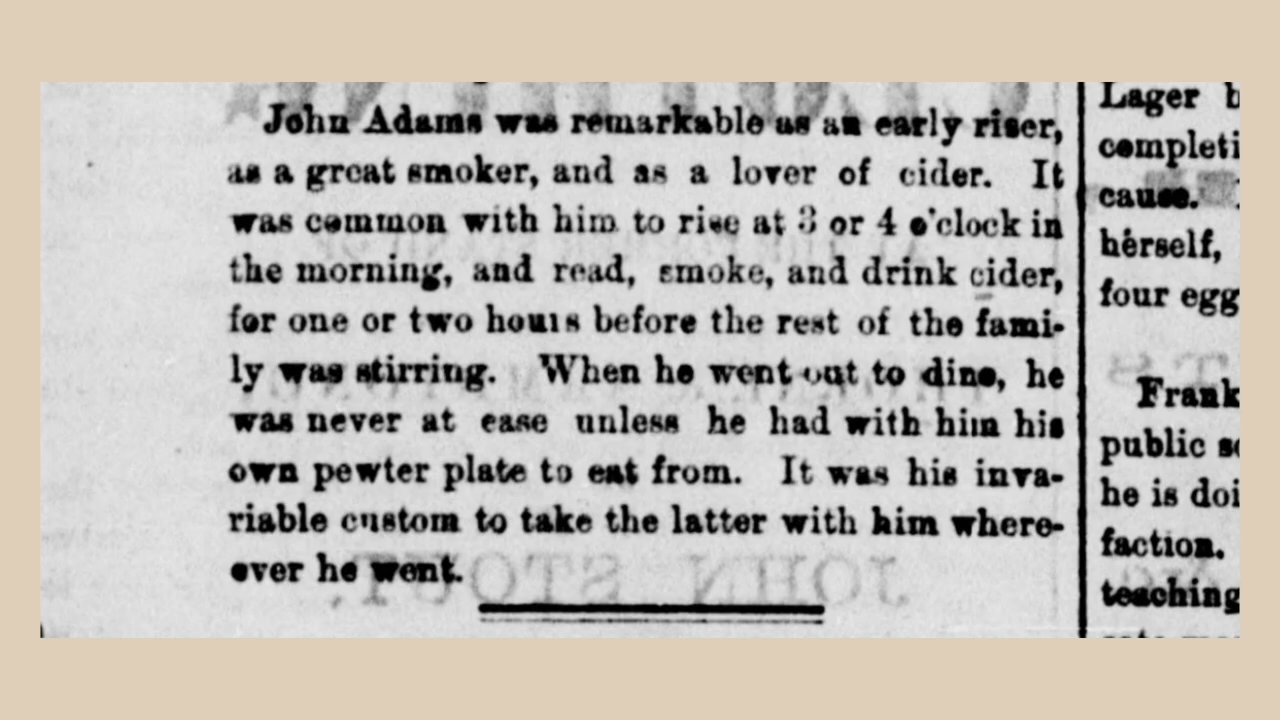 John Adams was remarkable as an early riser,
as a great smoker, and as a lover of cider. It
was common with him to rise at 3 or 4 o'clock in
the morning, and read, smoke, and drink cider,
for one or two hours before the rest of the fami-
ly was stirring. When he went out to dine, he
was never at ease unless he had with him his
own pewter plate to eat from. It was his inva-
riable custom to take the latter with him where-
ever he went.
JOHN STOUT.
Lager b
completi
cause.
herself,
four egg
Frank
public so
he is doi
faction.
teaching